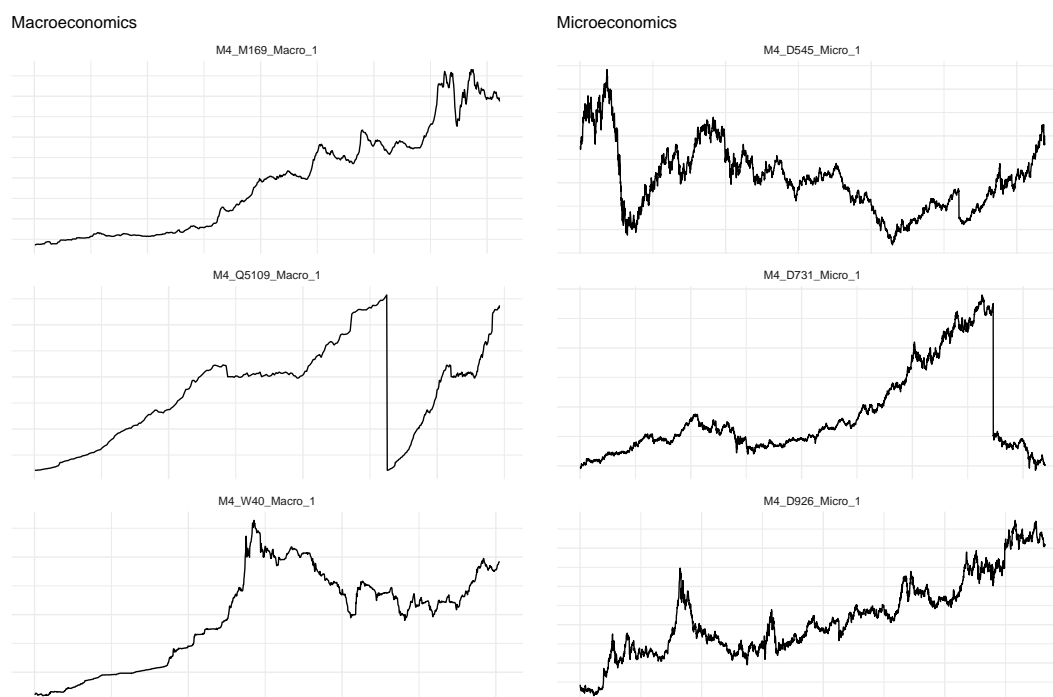 Macroeconomics
M4_M169_Macro_1
M4_Q5109_Macro_1
M4_W40_Macro_1
Microeconomics
M4_D545_Micro_1
M4_D731_Micro_1
M4_D926_Micro_1